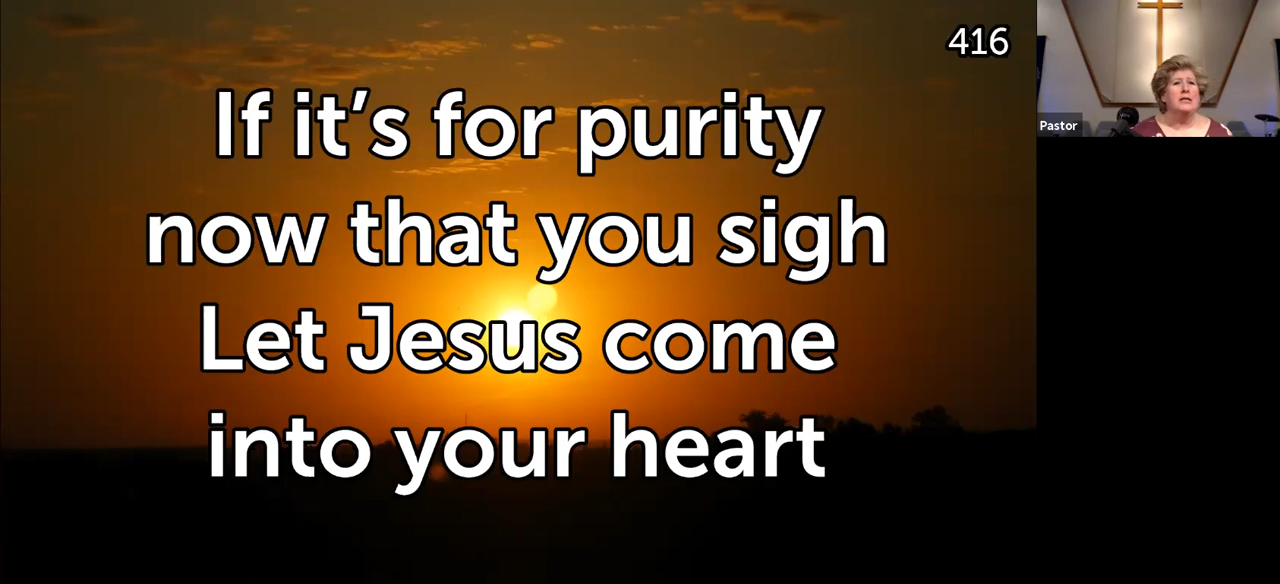 416
If it’s for purity
now that you sigh
Let Jesus come
into your heart
Pastor